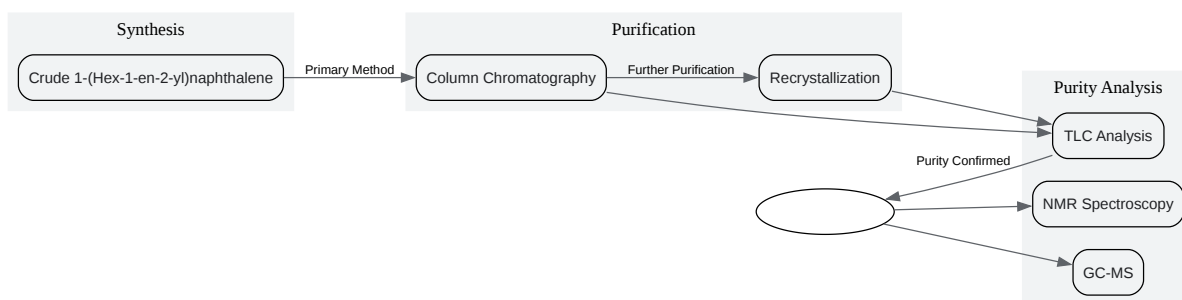 Synthesis
Purification
Crude 1-(Hex-1-en-2-yl)naphthalene
Primary Method
Column Chromatography
Further Purification
Recrystallization
Purity Analysis
TLC Analysis
Purity Confirmed
NMR Spectroscopy
GC-MS